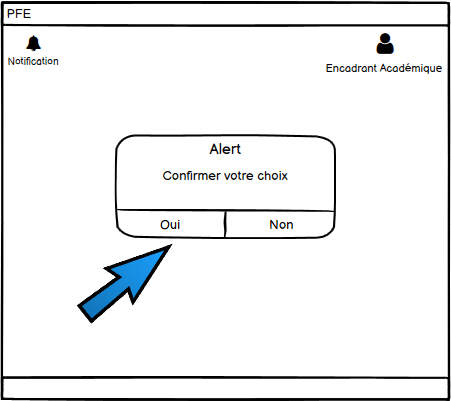 PFE
Notification
Encadrant Académique
Alert
Confirmer votre choix
Oui
Non